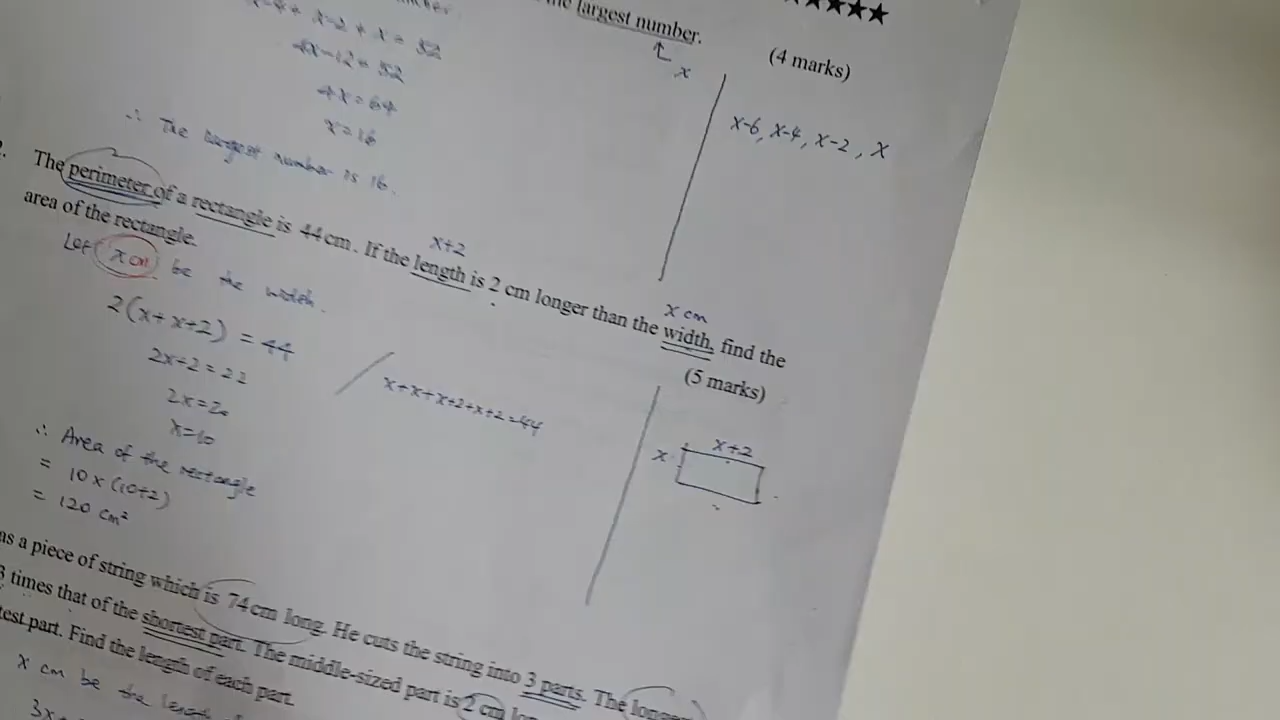 the largest number.
★★★★
(4 marks)
x
x-4+ x-2 + x = 52
4x-12=52
4x=64
x=16
∴ The largest number is 16.
x-6, x-4, x-2, x
The perimeter of a rectangle is 44 cm. If the length is 2 cm longer than the width, find the
area of the rectangle.
(5 marks)
x+2
x cm
Let x cm be the width.
2(x+x+2) = 44
2x+2=22
2x=20
x=10
∴ Area of the rectangle
= 10 x (10+2)
= 120 cm²
x+x+x+2+x+2=44
x+2
x
as a piece of string which is 74 cm long. He cuts the string into 3 parts. The longest
3 times that of the shortest part. The middle-sized part is 2 cm
test part. Find the length of each part.
x cm be the length
3x